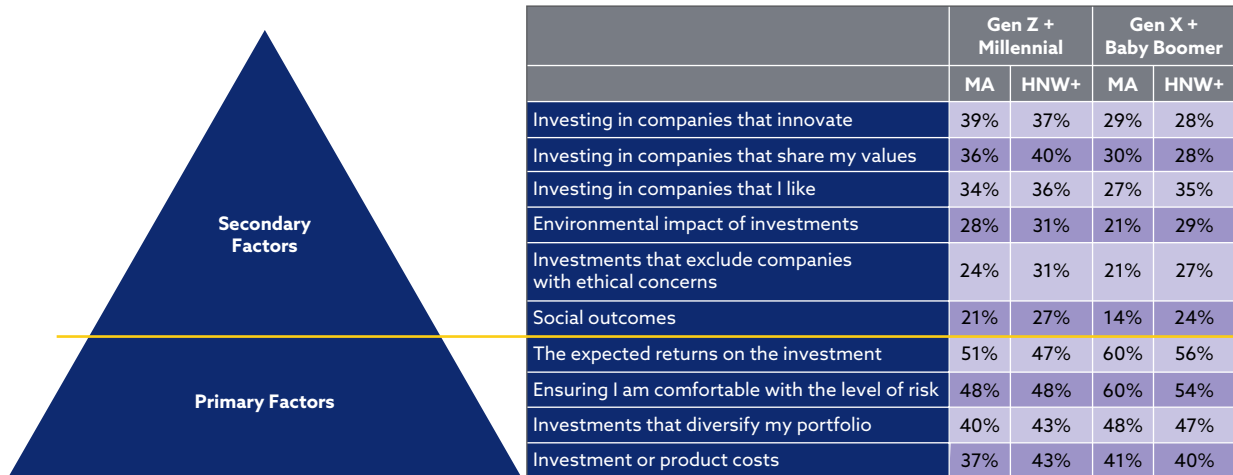 Gen Z +
Millennial
Gen X +
Baby Boomer
MA HNW+ MA HNW+
Investing in companies that innovate 39% 37% 29% 28%
Investing in companies that share my values 36% 40% 30% 28%
Investing in companies that I like 34% 36% 27% 35%
Secondary
Factors
Environmental impact of investments 28% 31% 21% 29%
Investments that exclude companies
with ethical concerns 24% 31% 21% 27%
Social outcomes 21% 27% 14% 24%
The expected returns on the investment 51% 47% 60% 56%
Primary Factors
Ensuring I am comfortable with the level of risk 48% 48% 60% 54%
Investments that diversify my portfolio 40% 43% 48% 47%
Investment or product costs 37% 43% 41% 40%